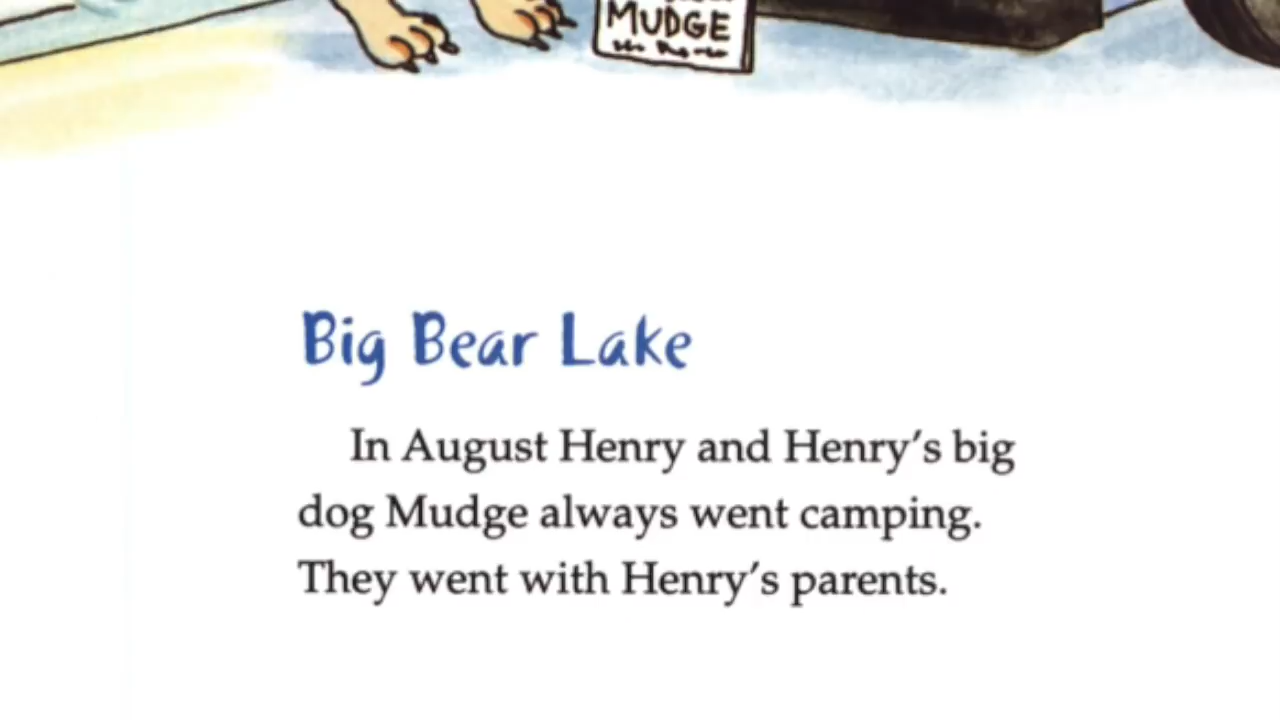 MUDGE
Big Bear Lake
In August Henry and Henry's big
dog Mudge always went camping.
They went with Henry's parents.